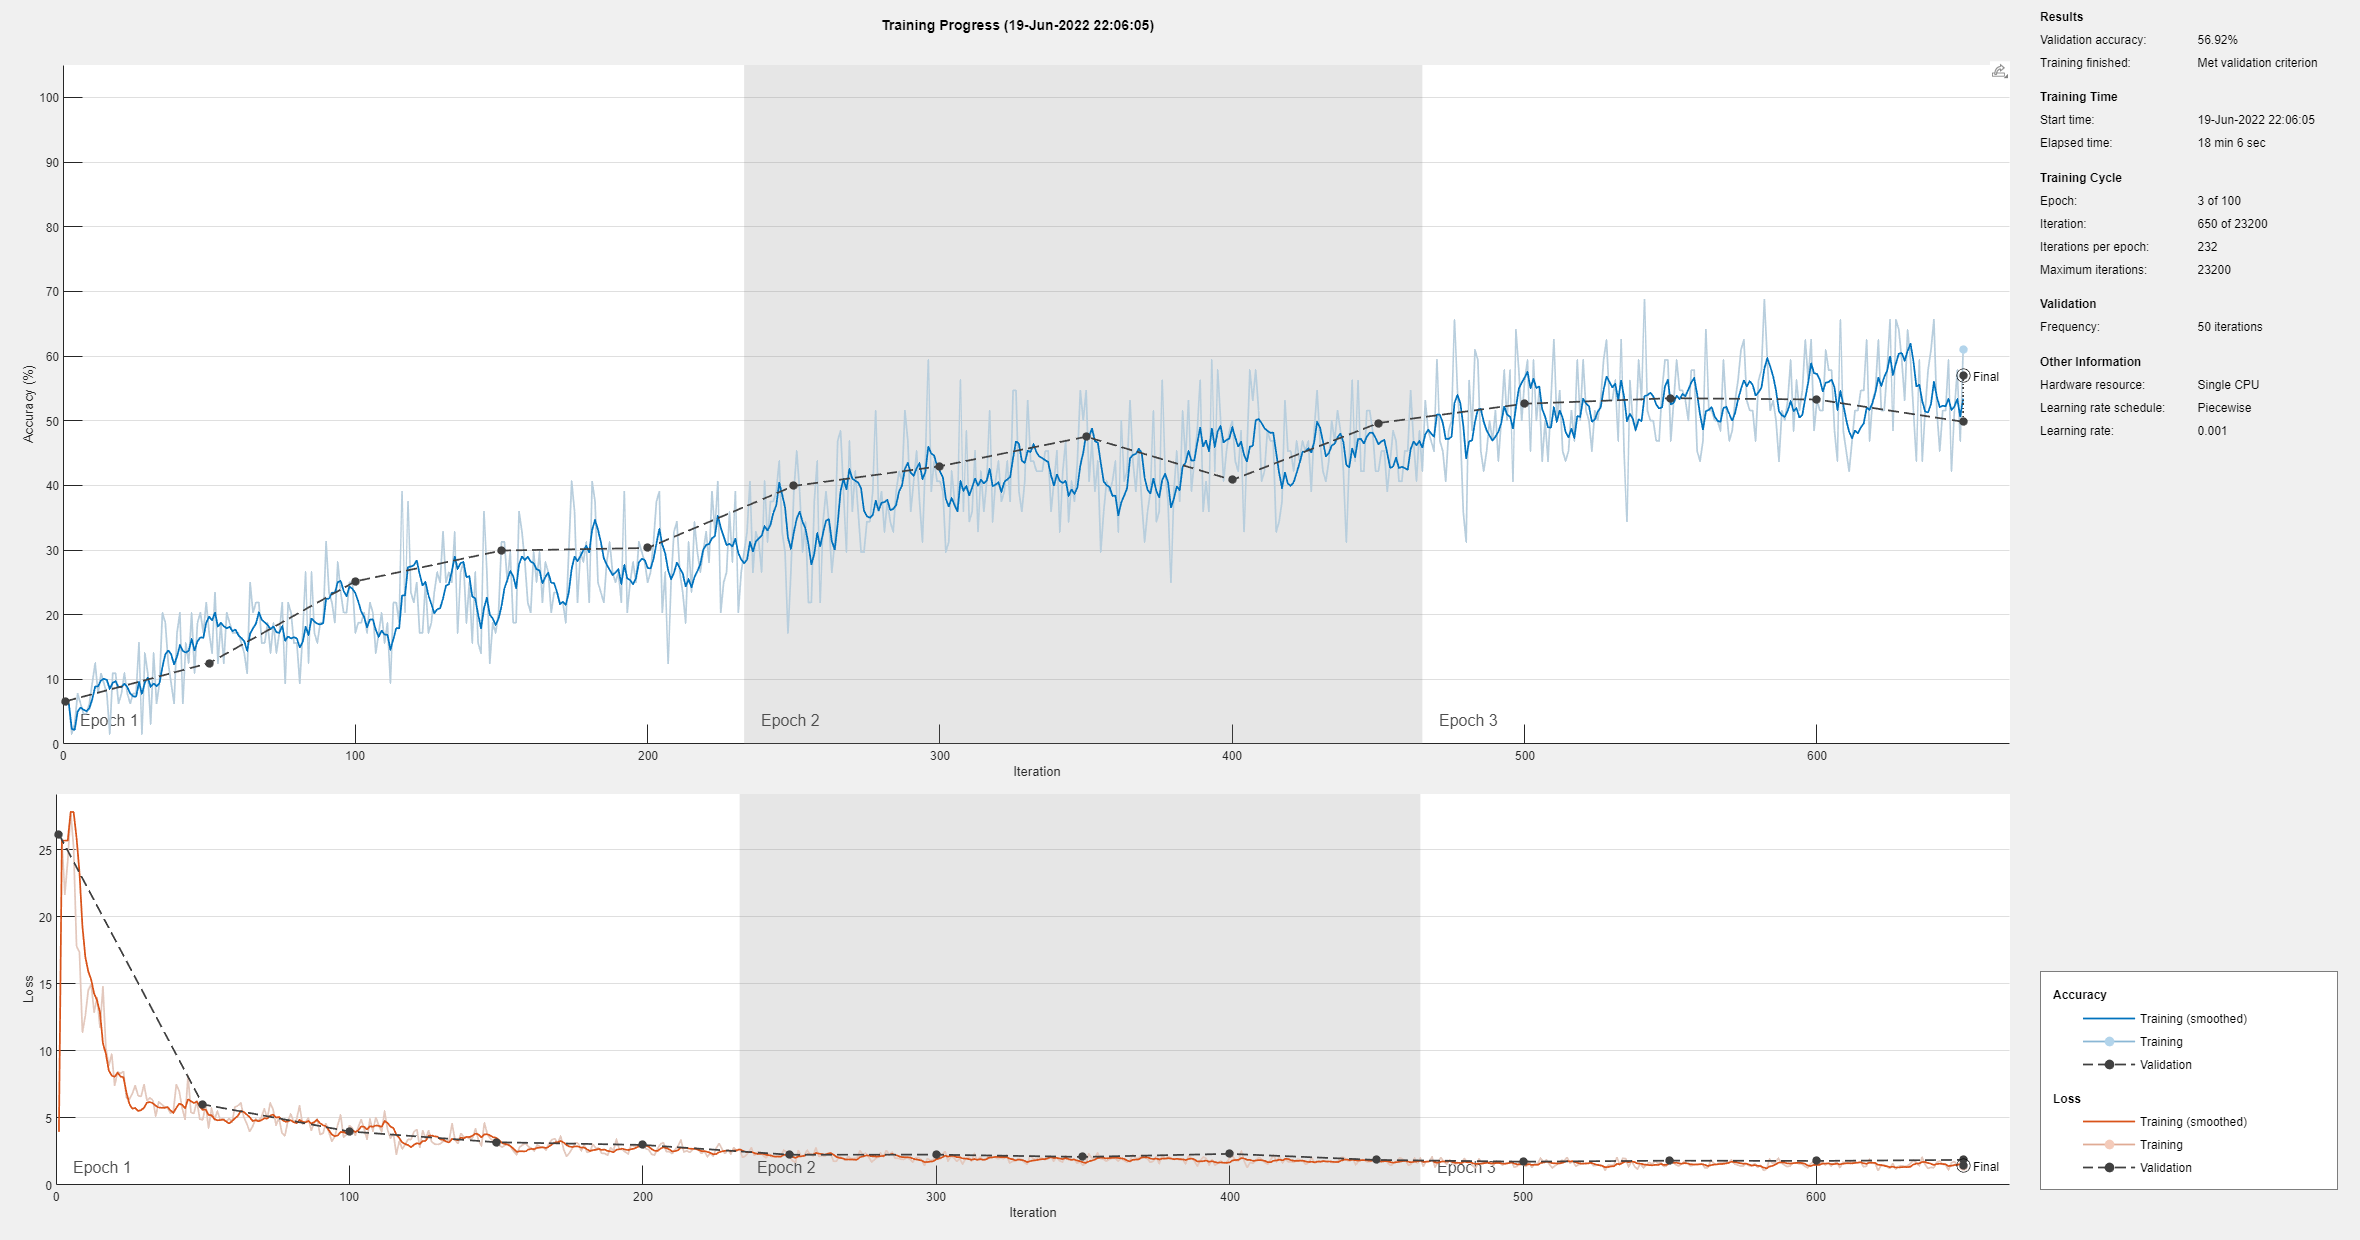 Training Progress (19-Jun-2022 22:06:05)
100
90
80
70
60
50
40
30
20
10
0
Accuracy (%)
Epoch 1
Epoch 2
Epoch 3
Final
0
100
200
300
400
500
600
Iteration
25
20
15
10
5
0
Loss
Epoch 1
Epoch 2
Epoch 3
Final
0
100
200
300
400
500
600
Iteration
Results
Validation accuracy: 56.92%
Training finished: Met validation criterion
Training Time
Start time: 19-Jun-2022 22:06:05
Elapsed time: 18 min 6 sec
Training Cycle
Epoch: 3 of 100
Iteration: 650 of 23200
Iterations per epoch: 232
Maximum iterations: 23200
Validation
Frequency: 50 iterations
Other Information
Hardware resource: Single CPU
Learning rate schedule: Piecewise
Learning rate: 0.001
Accuracy
Training (smoothed)
Training
Validation
Loss
Training (smoothed)
Training
Validation